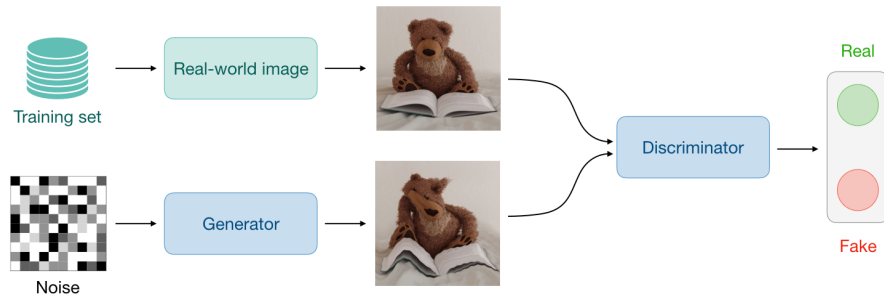 Training set
Real-world image
Real
Discriminator
Noise
Generator
Fake